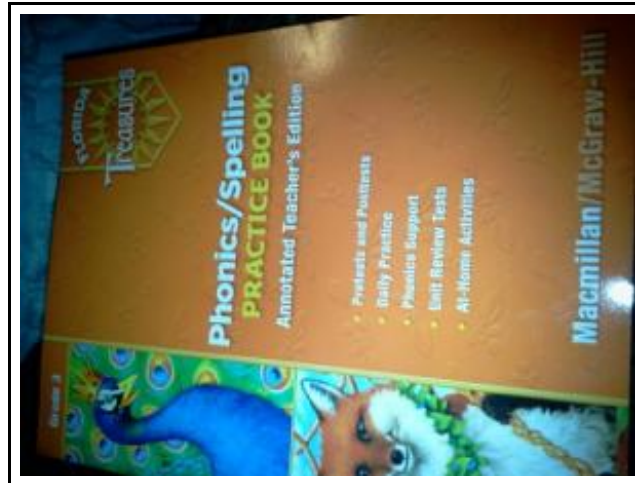 FLORIDA
Treasures
Phonics/Spelling
PRACTICE BOOK
Annotated Teacher's Edition
• Pretests and Posttests
• Daily Practice
• Phonics Support
• Unit Review Tests
• At-Home Activities
Macmillan/McGraw-Hill
Grade 3